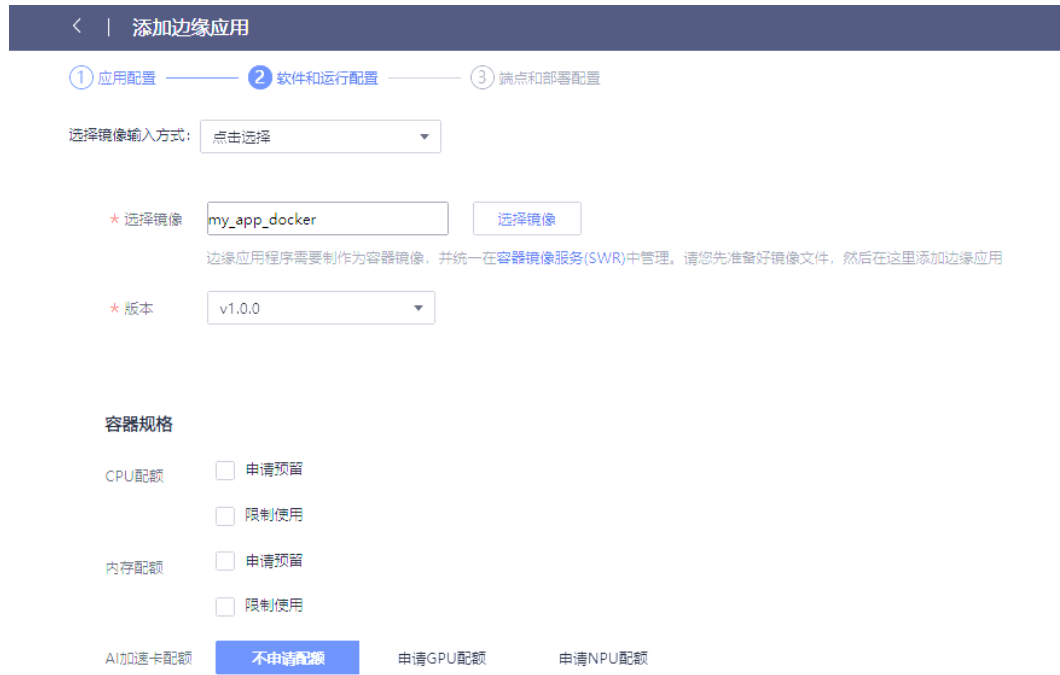 添加边缘应用
1 应用配置 2 软件和运行配置 3 端点和部署配置
选择镜像输入方式: 点击选择
* 选择镜像 my_app_docker 选择镜像
边缘应用程序需要制作为容器镜像，并统一在容器镜像服务(SWR)中管理。请您先准备好镜像文件，然后在这里添加边缘应用
* 版本 v1.0.0
容器规格
CPU配额 申请预留
限制使用
内存配额 申请预留
限制使用
AI加速卡配额 不申请配额 申请GPU配额 申请NPU配额